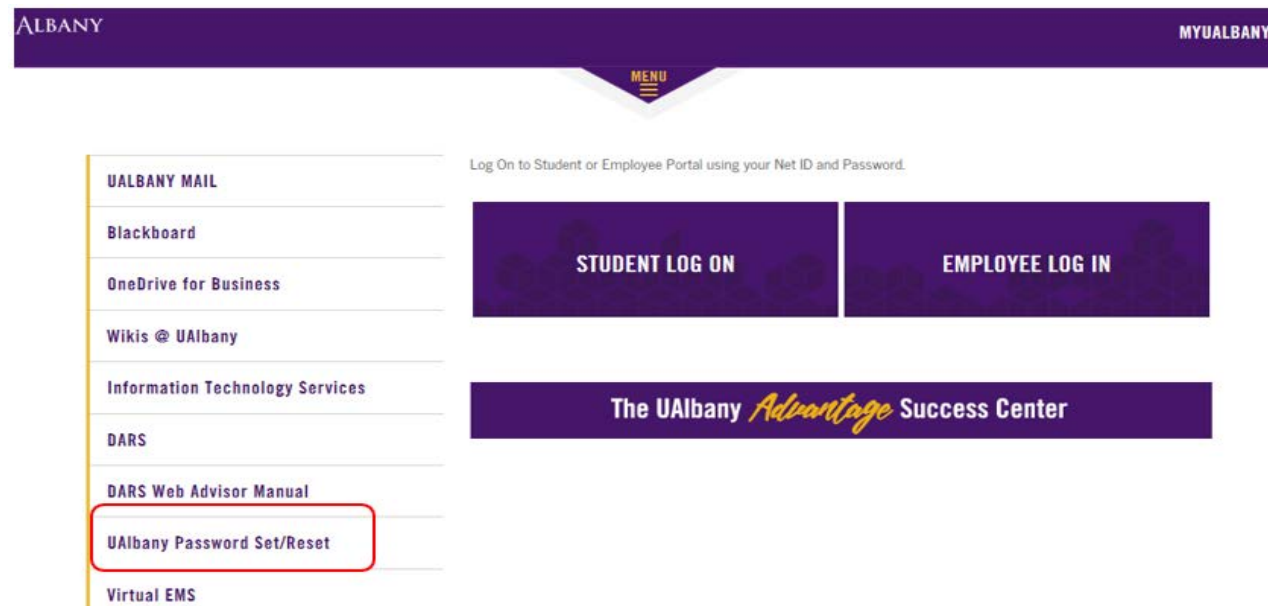 ALBANY
MYUALBANY
MENU
UALBANY MAIL
Blackboard
OneDrive for Business
Wikis @ UAlbany
Information Technology Services
DARS
DARS Web Advisor Manual
UAlbany Password Set/Reset
Virtual EMS
Log On to Student or Employee Portal using your Net ID and Password.
STUDENT LOG ON
EMPLOYEE LOG IN
The UAlbany Advantage Success Center